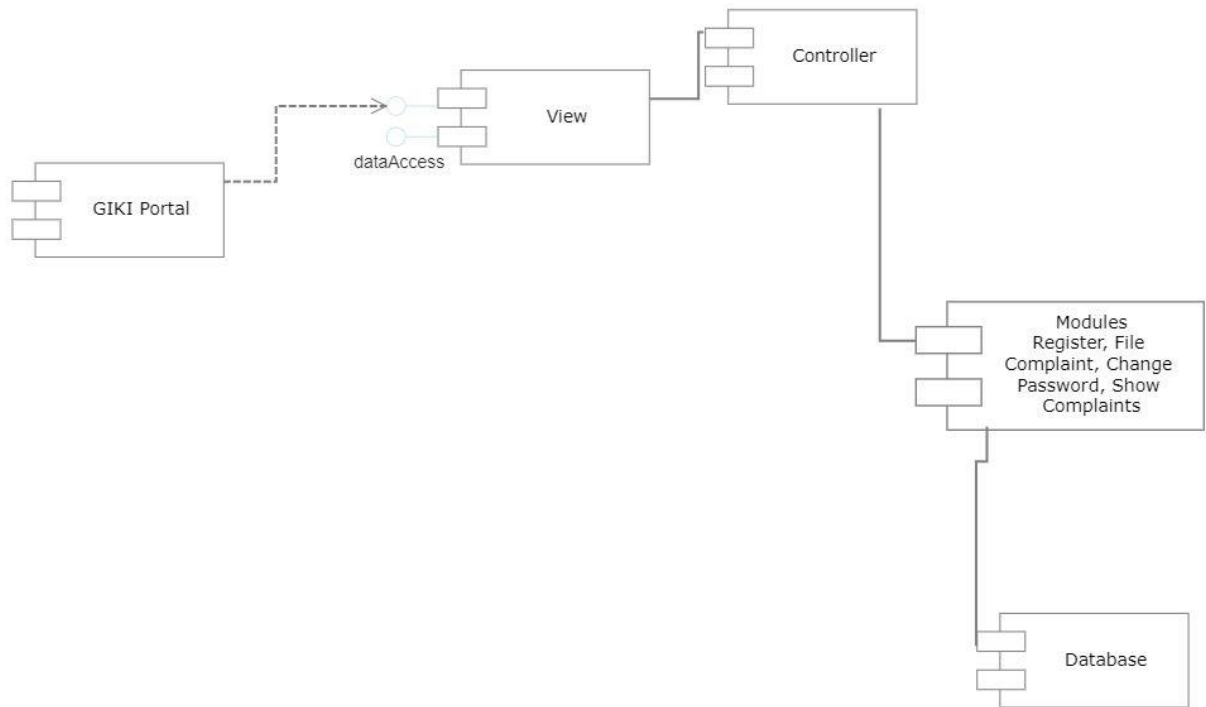 Controller
View
dataAccess
GIKI Portal
Modules
Register, File
Complaint, Change
Password, Show
Complaints
Database